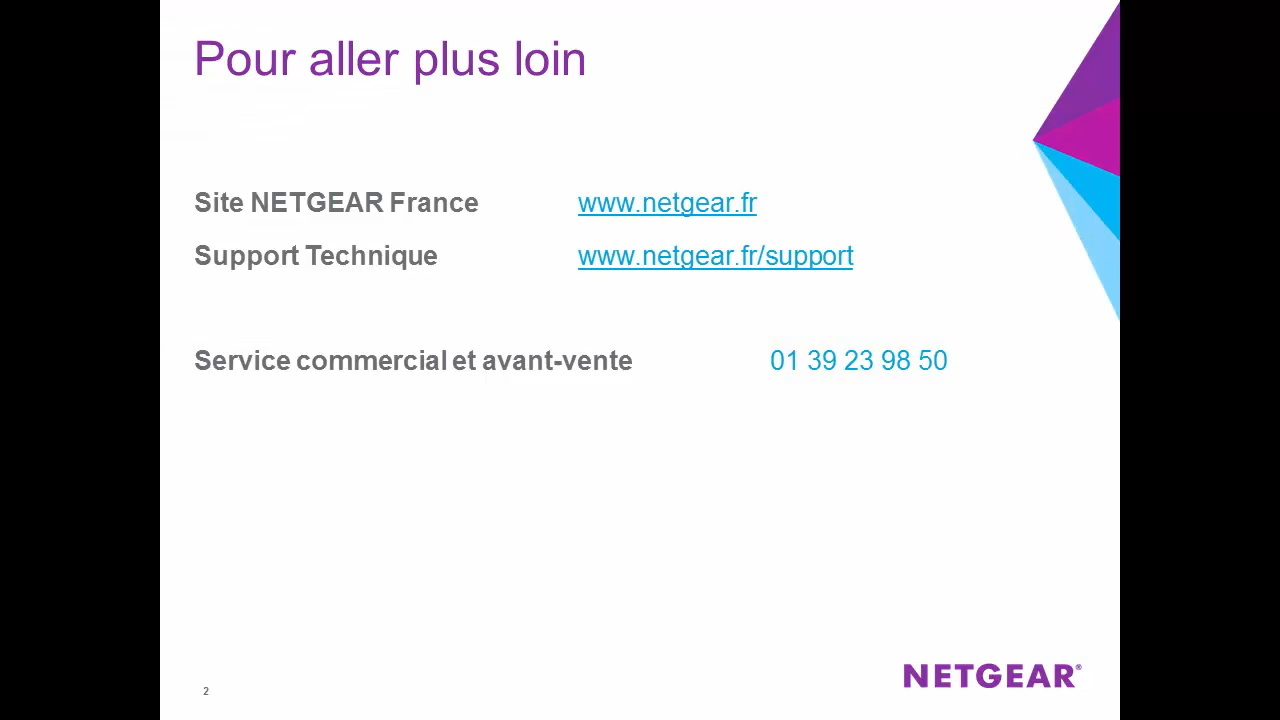 Pour aller plus loin
Site NETGEAR France www.netgear.fr
Support Technique www.netgear.fr/support
Service commercial et avant-vente 01 39 23 98 50
2
NETGEAR®